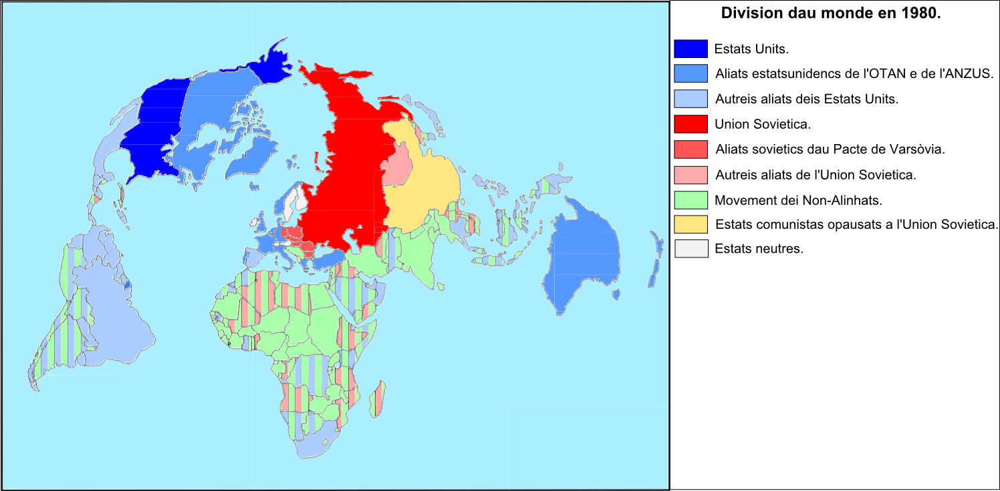 Division dau monde en 1980.
Estats Units.
Aliats estatsunidencs de l'OTAN e de l'ANZUS.
Autreis aliats deis Estats Units.
Union Sovietica.
Aliats sovietics dau Pacte de Varsòvia.
Autreis aliats de l'Union Sovietica.
Movement dei Non-Alinhats.
Estats comunistas opausats a l'Union Sovietica.
Estats neutres.